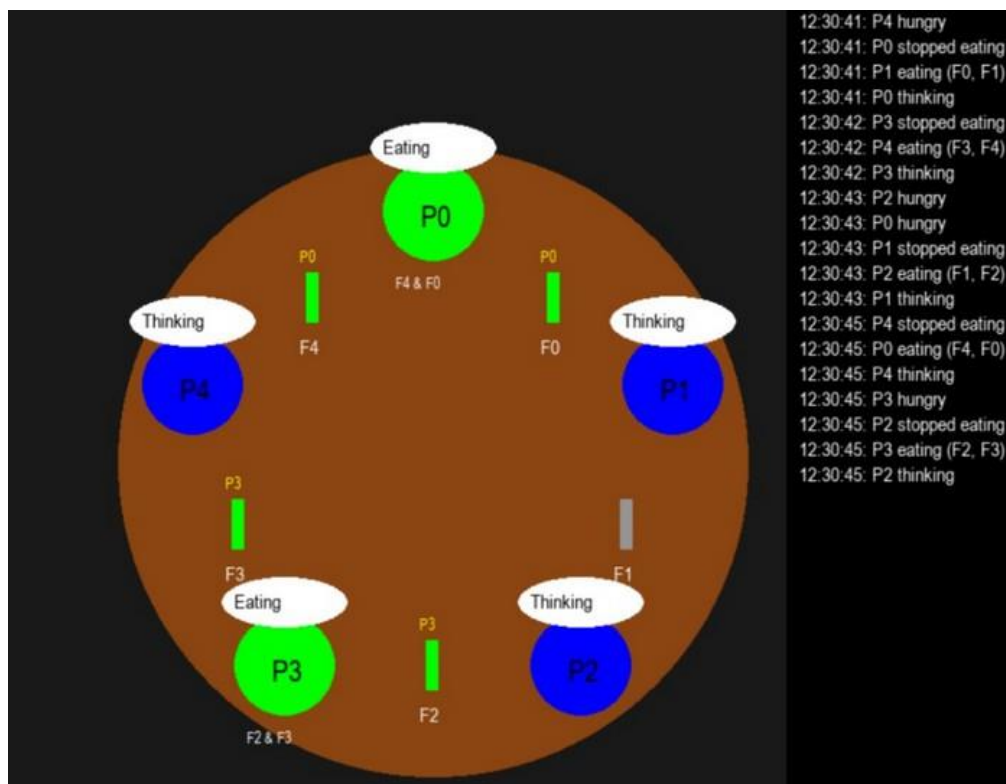 Eating
P0
P0
P0
F4 & F0
F4
F0
Thinking
Thinking
P4
P1
P3
F3
F1
Eating
Thinking
P3
P3
P2
F2
F2 & F3
12:30:41: P4 hungry
12:30:41: P0 stopped eating
12:30:41: P1 eating (F0, F1)
12:30:41: P0 thinking
12:30:42: P3 stopped eating
12:30:42: P4 eating (F3, F4)
12:30:42: P3 thinking
12:30:43: P2 hungry
12:30:43: P0 hungry
12:30:43: P1 stopped eating
12:30:43: P2 eating (F1, F2)
12:30:43: P1 thinking
12:30:45: P4 stopped eating
12:30:45: P0 eating (F4, F0)
12:30:45: P4 thinking
12:30:45: P3 hungry
12:30:45: P2 stopped eating
12:30:45: P3 eating (F2, F3)
12:30:45: P2 thinking